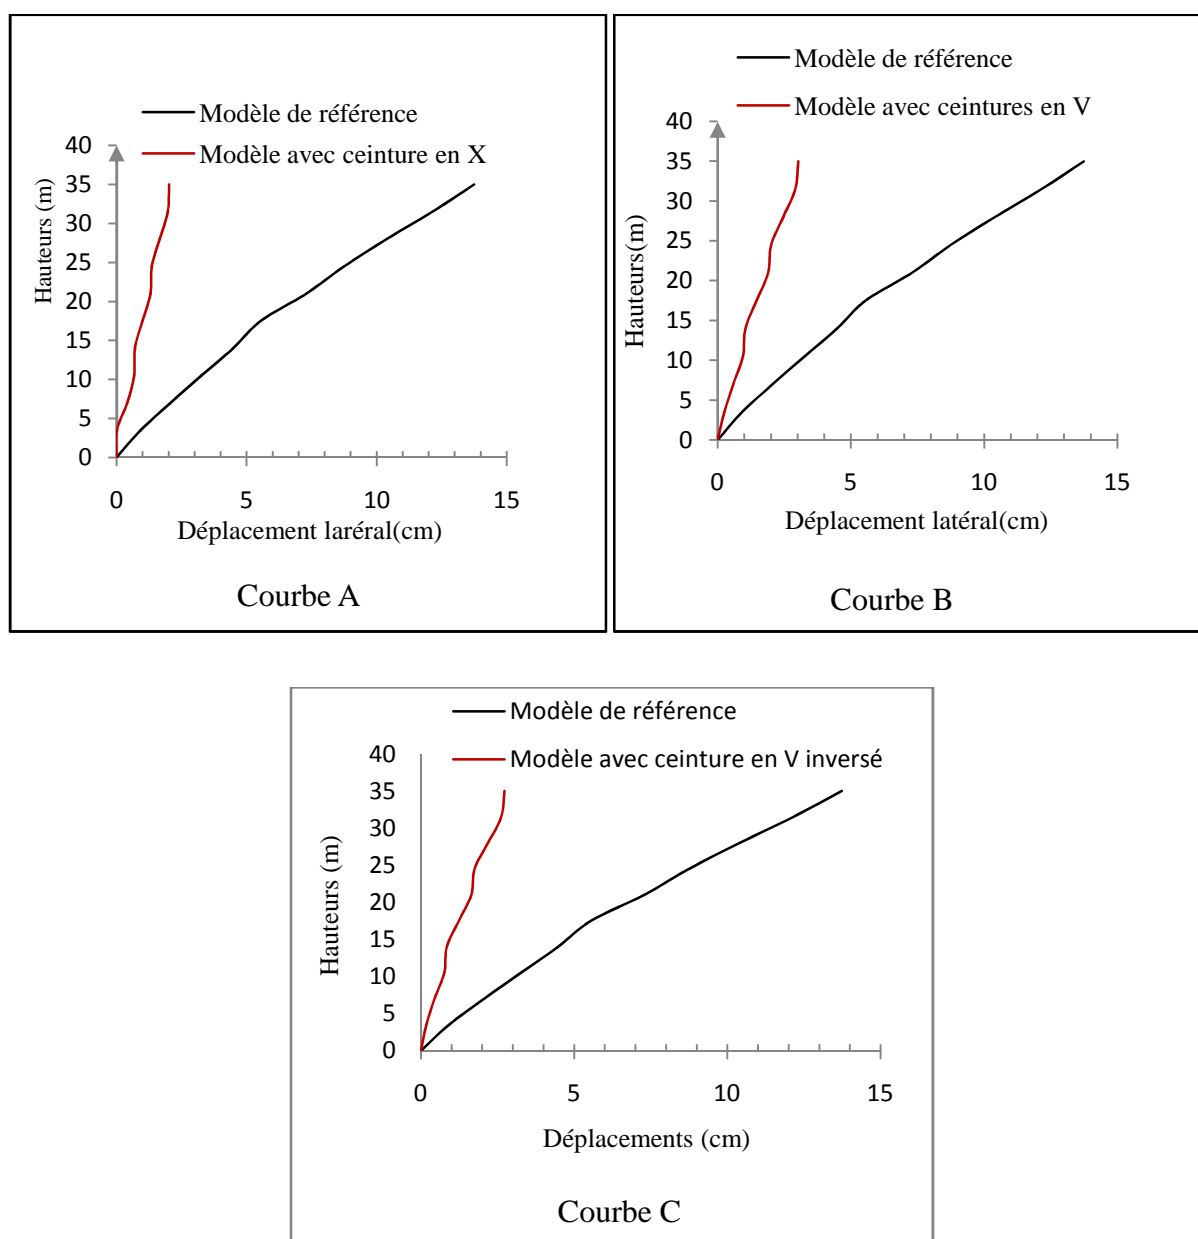 Modèle de référence
Modèle avec ceinture en X
40
35
30
25
20
15
10
5
0
Hauteurs (m)
0 5 10 15
Déplacement laréral(cm)
Courbe A
Modèle de référence
Modèle avec ceintures en V
40
35
30
25
20
15
10
5
0
Hauteurs(m)
0 5 10 15
Déplacement latéral(cm)
Courbe B
Modèle de référence
Modèle avec ceinture en V inversé
40
35
30
25
20
15
10
5
0
Hauteurs (m)
0 5 10 15
Déplacements (cm)
Courbe C